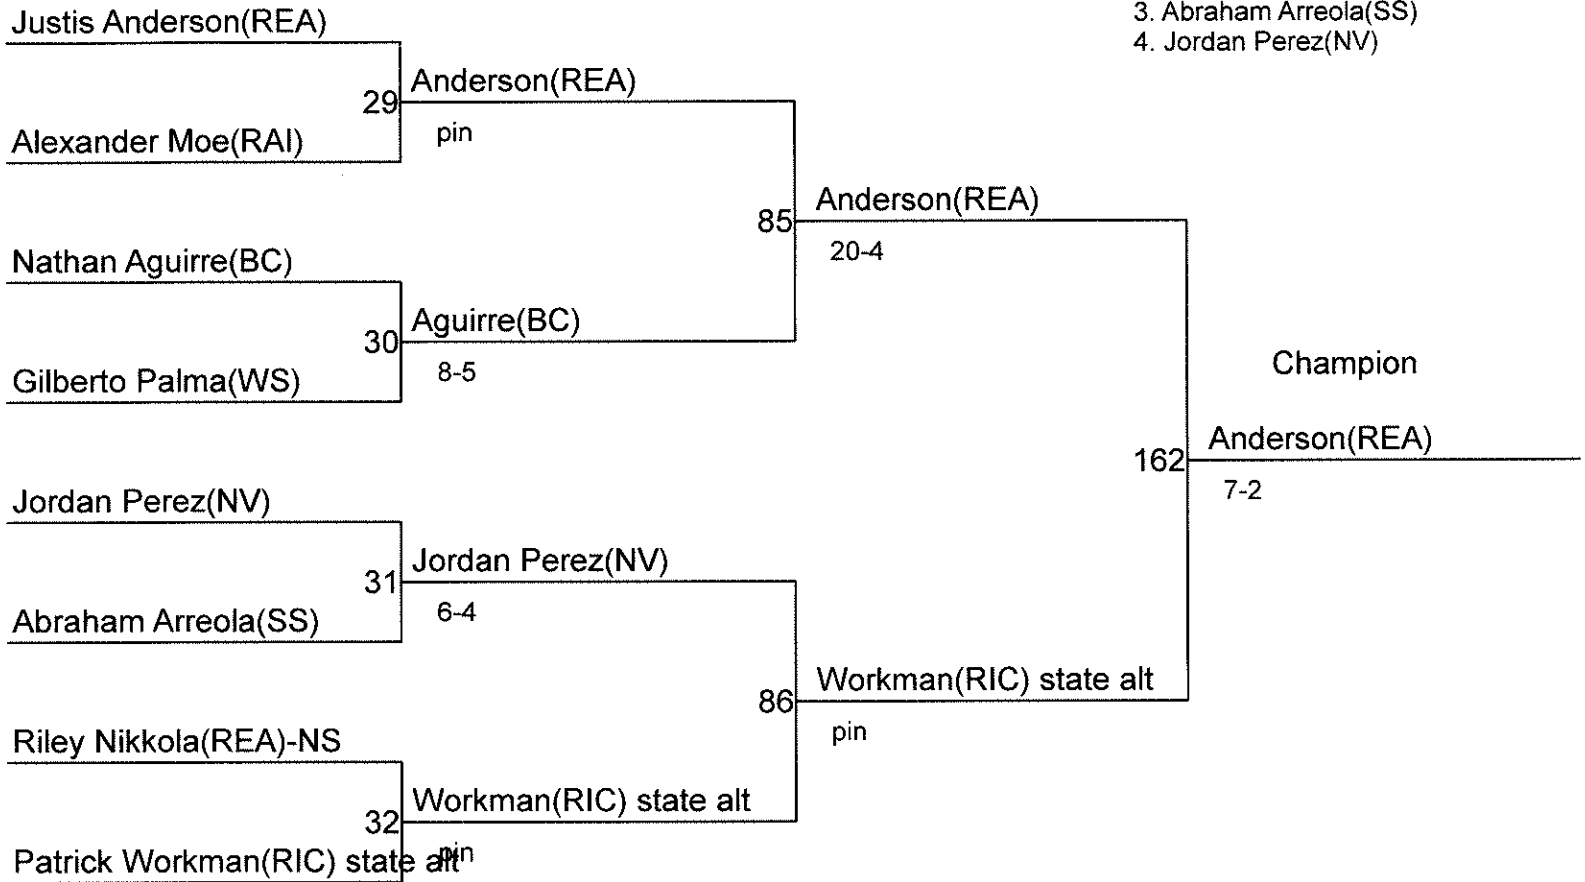 Justis Anderson(REA)
3. Abraham Arreola(SS)
4. Jordan Perez(NV)
Anderson(REA)
29
pin
Alexander Moe(RAI)
Anderson(REA)
85
20-4
Nathan Aguirre(BC)
Aguirre(BC)
30
8-5
Gilberto Palma(WS)
Champion
Anderson(REA)
162
7-2
Jordan Perez(NV)
Jordan Perez(NV)
31
6-4
Abraham Arreola(SS)
Workman(RIC) state alt
86
pin
Riley Nikkola(REA)-NS
Workman(RIC) state alt
32
pin
Patrick Workman(RIC) state alt